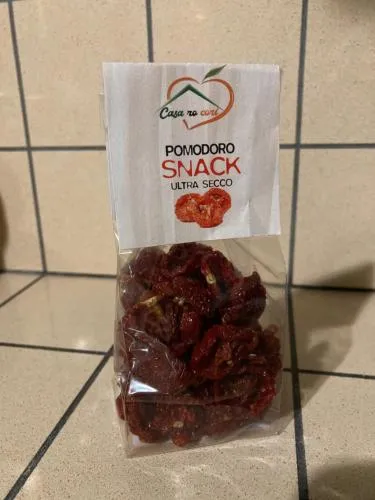 Casa ro cori
POMODORO
SNACK
ULTRA SECCO